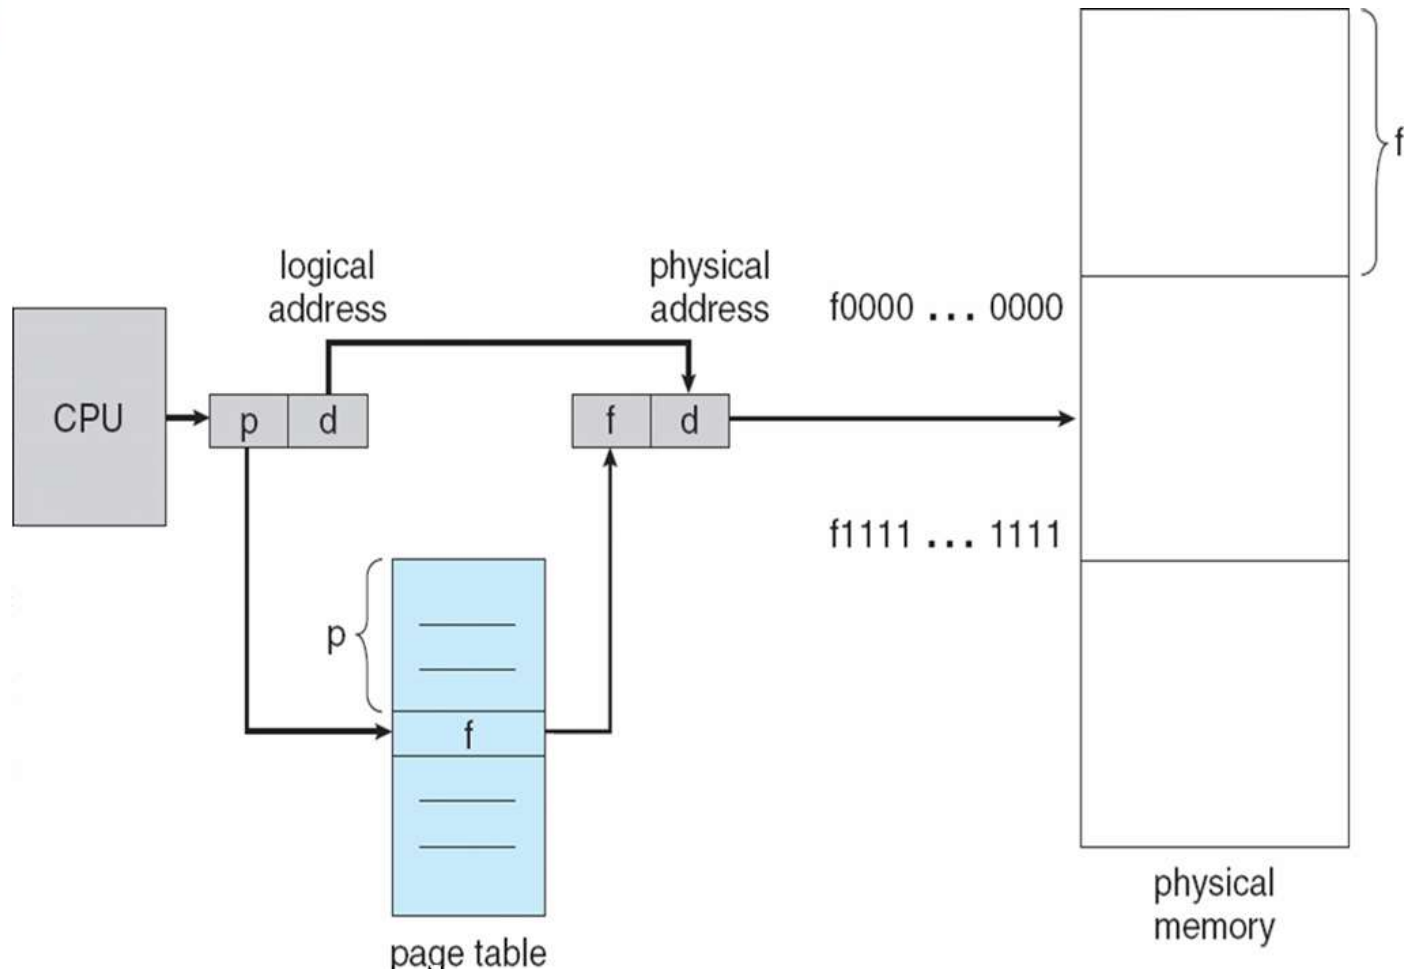 f
logical
address
physical
address
f0000 ... 0000
CPU
p
d
f
d
f1111 ... 1111
p
f
physical
memory
page table